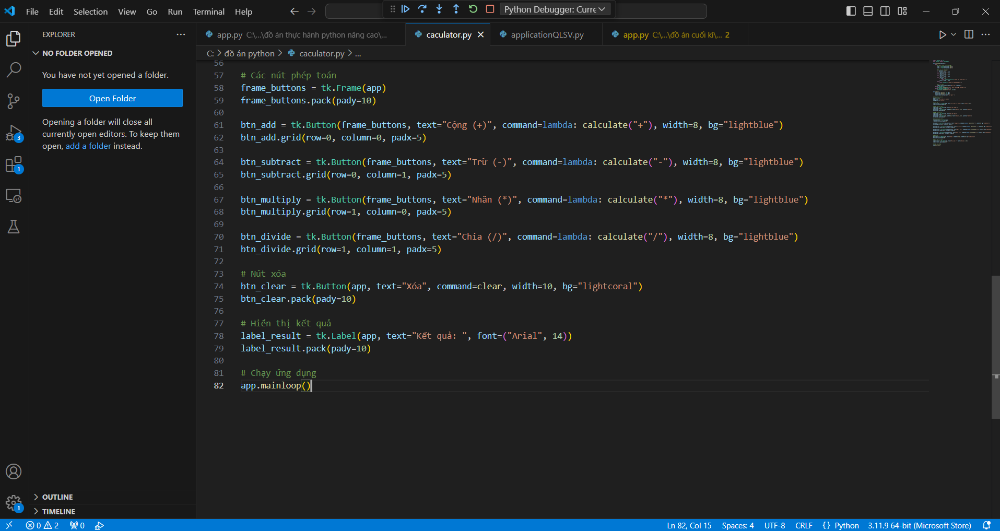 File Edit Selection View Go Run Terminal Help
Python Debugger: Curre
EXPLORER
NO FOLDER OPENED
You have not yet opened a folder.
Open Folder
Opening a folder will close all
currently open editors. To keep them
open, add a folder instead.
3
1
1
OUTLINE
TIMELINE
app.py C:\...\đồ án thực hành python nâng cao\...
caculator.py
applicationQLSV.py
app.py C:\...\đồ án cuối kì\... 2
C: > đồ án python > caculator.py > ...
56
57 # Các nút phép toán
58 frame_buttons = tk.Frame(app)
59 frame_buttons.pack(pady=10)
60
61 btn_add = tk.Button(frame_buttons, text="Cộng (+)", command=lambda: calculate("+"), width=8, bg="lightblue")
62 btn_add.grid(row=0, column=0, padx=5)
63
64 btn_subtract = tk.Button(frame_buttons, text="Trừ (-)", command=lambda: calculate("-"), width=8, bg="lightblue")
65 btn_subtract.grid(row=0, column=1, padx=5)
66
67 btn_multiply = tk.Button(frame_buttons, text="Nhân (*)", command=lambda: calculate("*"), width=8, bg="lightblue")
68 btn_multiply.grid(row=1, column=0, padx=5)
69
70 btn_divide = tk.Button(frame_buttons, text="Chia (/)", command=lambda: calculate("/"), width=8, bg="lightblue")
71 btn_divide.grid(row=1, column=1, padx=5)
72
73 # Nút xóa
74 btn_clear = tk.Button(app, text="Xóa", command=clear, width=10, bg="lightcoral")
75 btn_clear.pack(pady=10)
76
77 # Hiển thị kết quả
78 label_result = tk.Label(app, text="Kết quả: ", font=("Arial", 14))
79 label_result.pack(pady=10)
80
81 # Chạy ứng dụng
82 app.mainloop()
0 2 0
Ln 82, Col 15 Spaces: 4 UTF-8 CRLF {} Python 3.11.9 64-bit (Microsoft Store)